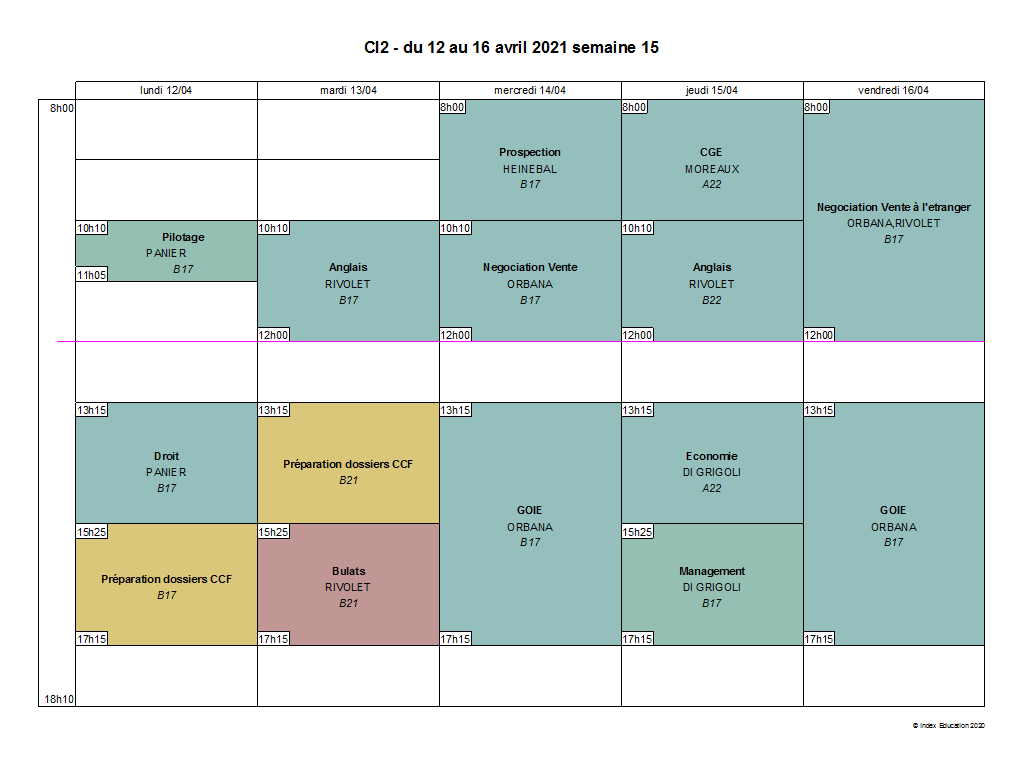 CI2 - du 12 au 16 avril 2021 semaine 15
lundi 12/04
mardi 13/04
mercredi 14/04
jeudi 15/04
vendredi 16/04
8h00
18h10
10h10
Pilotage
PANIER
B17
11h05
13h15
Droit
PANIER
B17
15h25
Préparation dossiers CCF
B17
17h15
10h10
Anglais
RIVOLET
B17
12h00
13h15
Préparation dossiers CCF
B21
15h25
Bulats
RIVOLET
B21
17h15
8h00
Prospection
HEINEBAL
B17
10h10
Negociation Vente
ORBANA
B17
12h00
13h15
GOIE
ORBANA
B17
17h15
8h00
CGE
MOREAUX
A22
10h10
Anglais
RIVOLET
B22
12h00
13h15
Economie
DI GRIGOLI
A22
15h25
Management
DI GRIGOLI
B17
17h15
8h00
Negociation Vente à l'etranger
ORBANA,RIVOLET
B17
12h00
13h15
GOIE
ORBANA
B17
17h15
© Index Education 2020